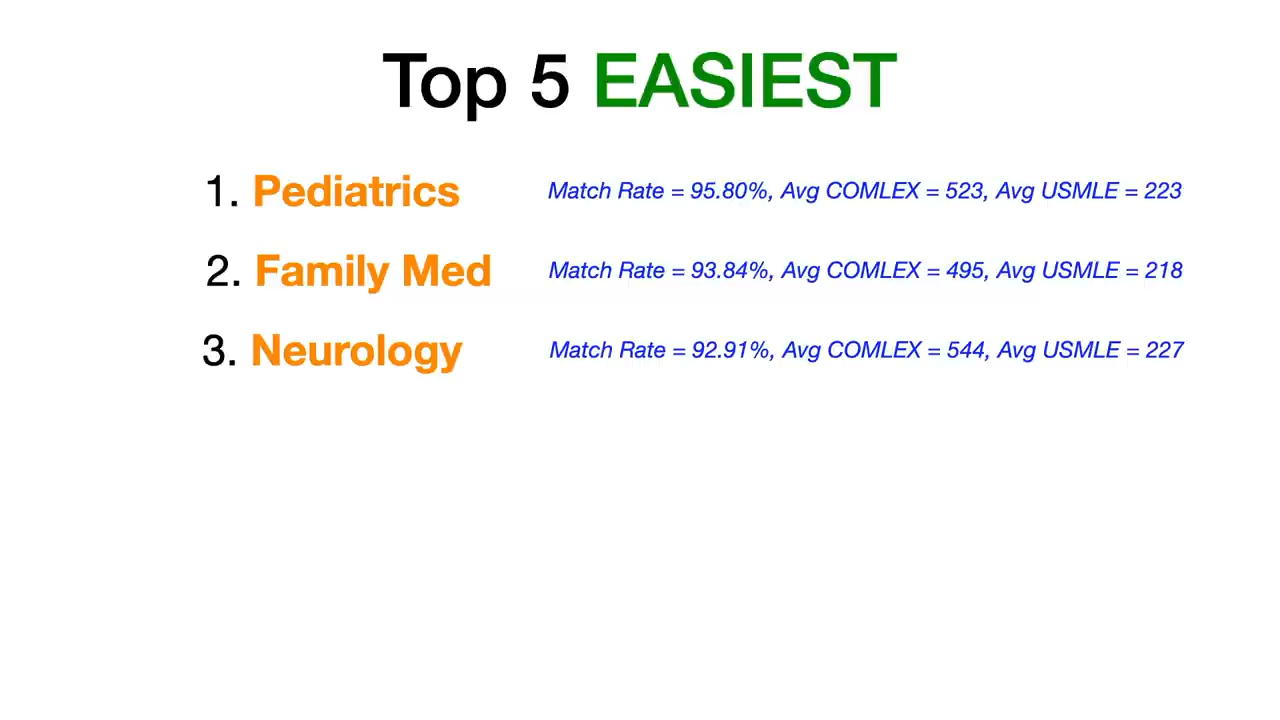 Top 5 EASIEST
1. Pediatrics Match Rate = 95.80%, Avg COMLEX = 523, Avg USMLE = 223
2. Family Med Match Rate = 93.84%, Avg COMLEX = 495, Avg USMLE = 218
3. Neurology Match Rate = 92.91%, Avg COMLEX = 544, Avg USMLE = 227